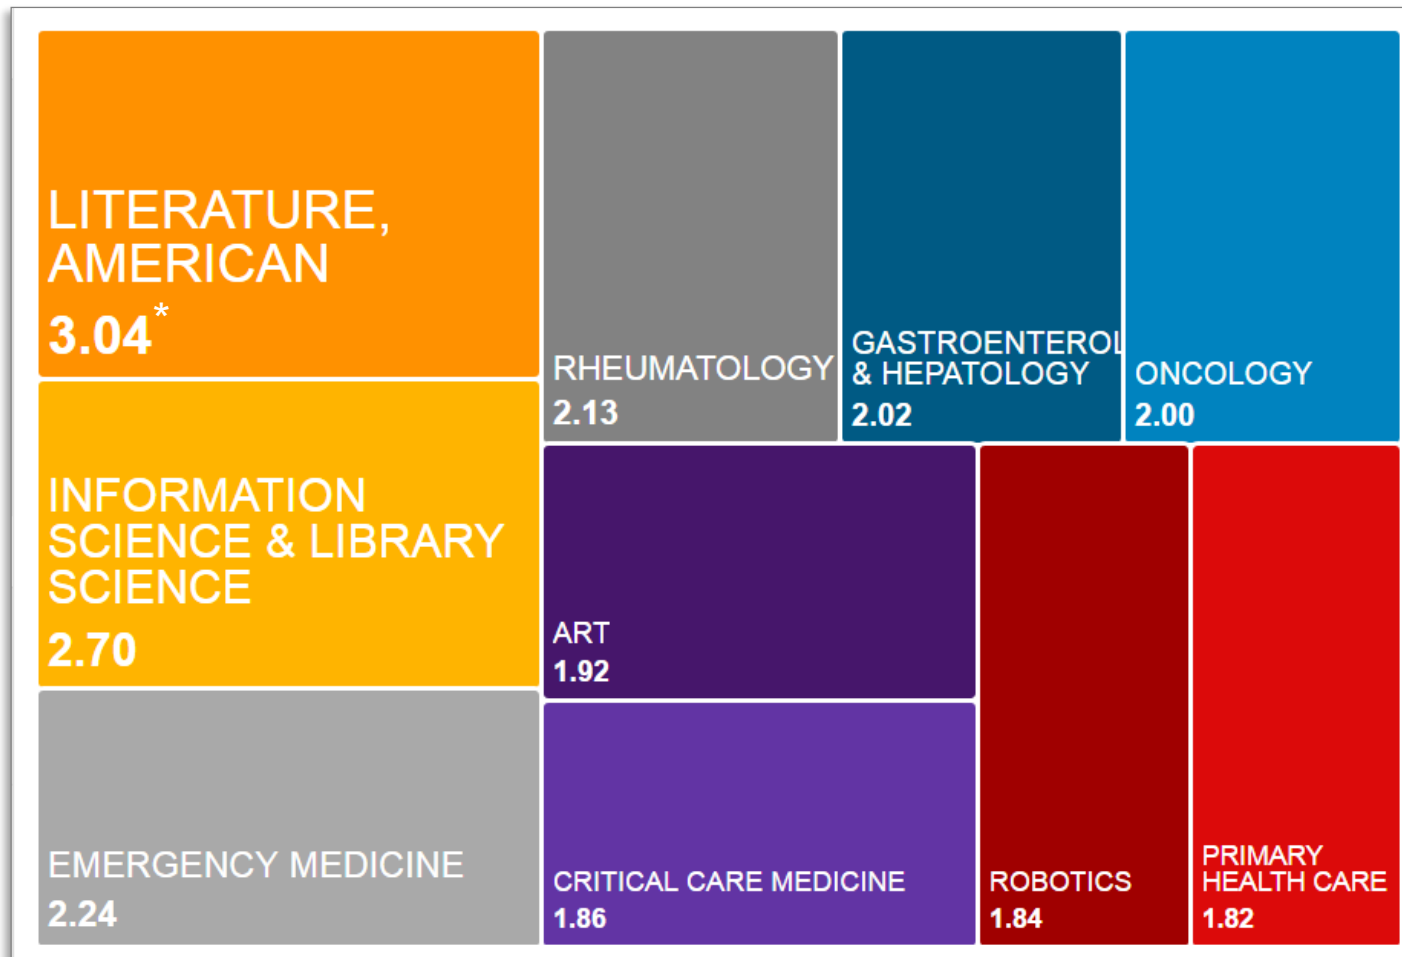 LITERATURE,
AMERICAN
3.04*
INFORMATION
SCIENCE & LIBRARY
SCIENCE
2.70
EMERGENCY MEDICINE
2.24
RHEUMATOLOGY
2.13
GASTROENTEROL
& HEPATOLOGY
2.02
ONCOLOGY
2.00
ART
1.92
CRITICAL CARE MEDICINE
1.86
ROBOTICS
1.84
PRIMARY
HEALTH CARE
1.82